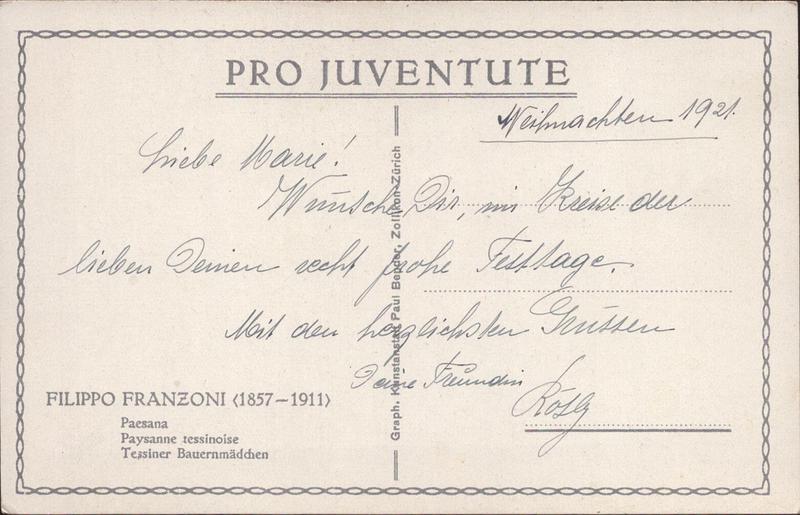 PRO JUVENTUTE
Weihnachten 1921.
Liebe Marie!
Wünsche Dir, im Kreise der
lieben Deinen recht frohe Festtage.
Mit den herzlichsten Grüssen
Deine Freundin
Rösly
FILIPPO FRANZONI (1857–1911)
Paesana
Paysanne tessinoise
Tessiner Bauernmädchen
Graph. Kunstanstalt Paul Bender, Zollikon-Zürich